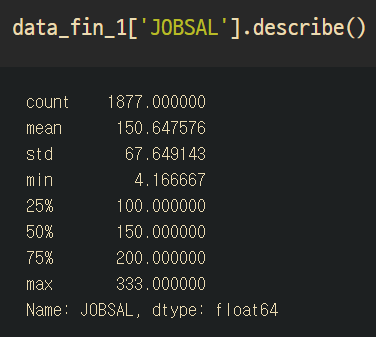 data_fin_1['JOBSAL'].describe()
count 1877.000000
mean 150.647576
std 67.649143
min 4.166667
25% 100.000000
50% 150.000000
75% 200.000000
max 333.000000
Name: JOBSAL, dtype: float64